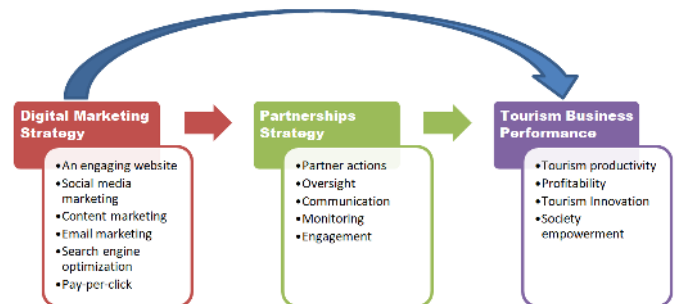 Digital Marketing
Strategy
•An engaging website
•Social media
marketing
•Content marketing
•Email marketing
•Search engine
optimization
•Pay-per-click
Partnerships
Strategy
•Partner actions
•Oversight
•Communication
•Monitoring
•Engagement
Tourism Business
Performance
•Tourism productivity
•Profitability
•Tourism Innovation
•Society
empowerment